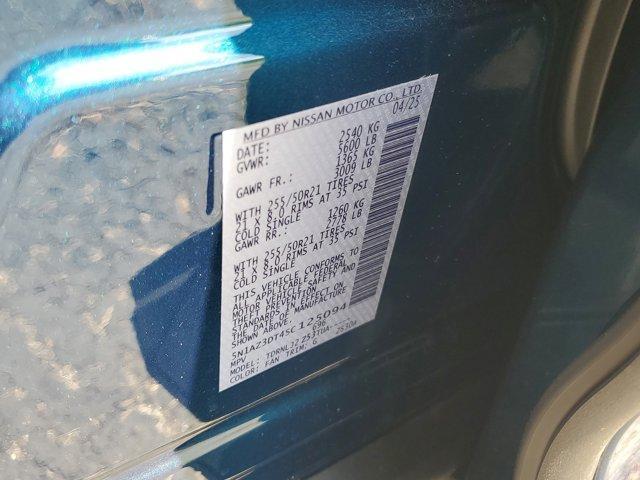 MFD BY NISSAN MOTOR CO., LTD.
DATE: 04/25
GVWR: 2540 KG
5600 LB
GAWR FR.: 1365 KG
3009 LB
WITH 255/50R21 TIRES
21 X 8.0 RIMS AT 35 PSI
COLD SINGLE
GAWR RR.: 1260 KG
2778 LB
WITH 255/50R21 TIRES
21 X 8.0 RIMS AT 35 PSI
COLD SINGLE
THIS VEHICLE CONFORMS TO
ALL APPLICABLE FEDERAL
MOTOR VEHICLE SAFETY AND
THEFT PREVENTION
STANDARDS IN EFFECT ON
THE DATE OF MANUFACTURE
SHOWN ABOVE.
5N1AZ3DT4SC125094
MPV
COLOR: TRIM: G